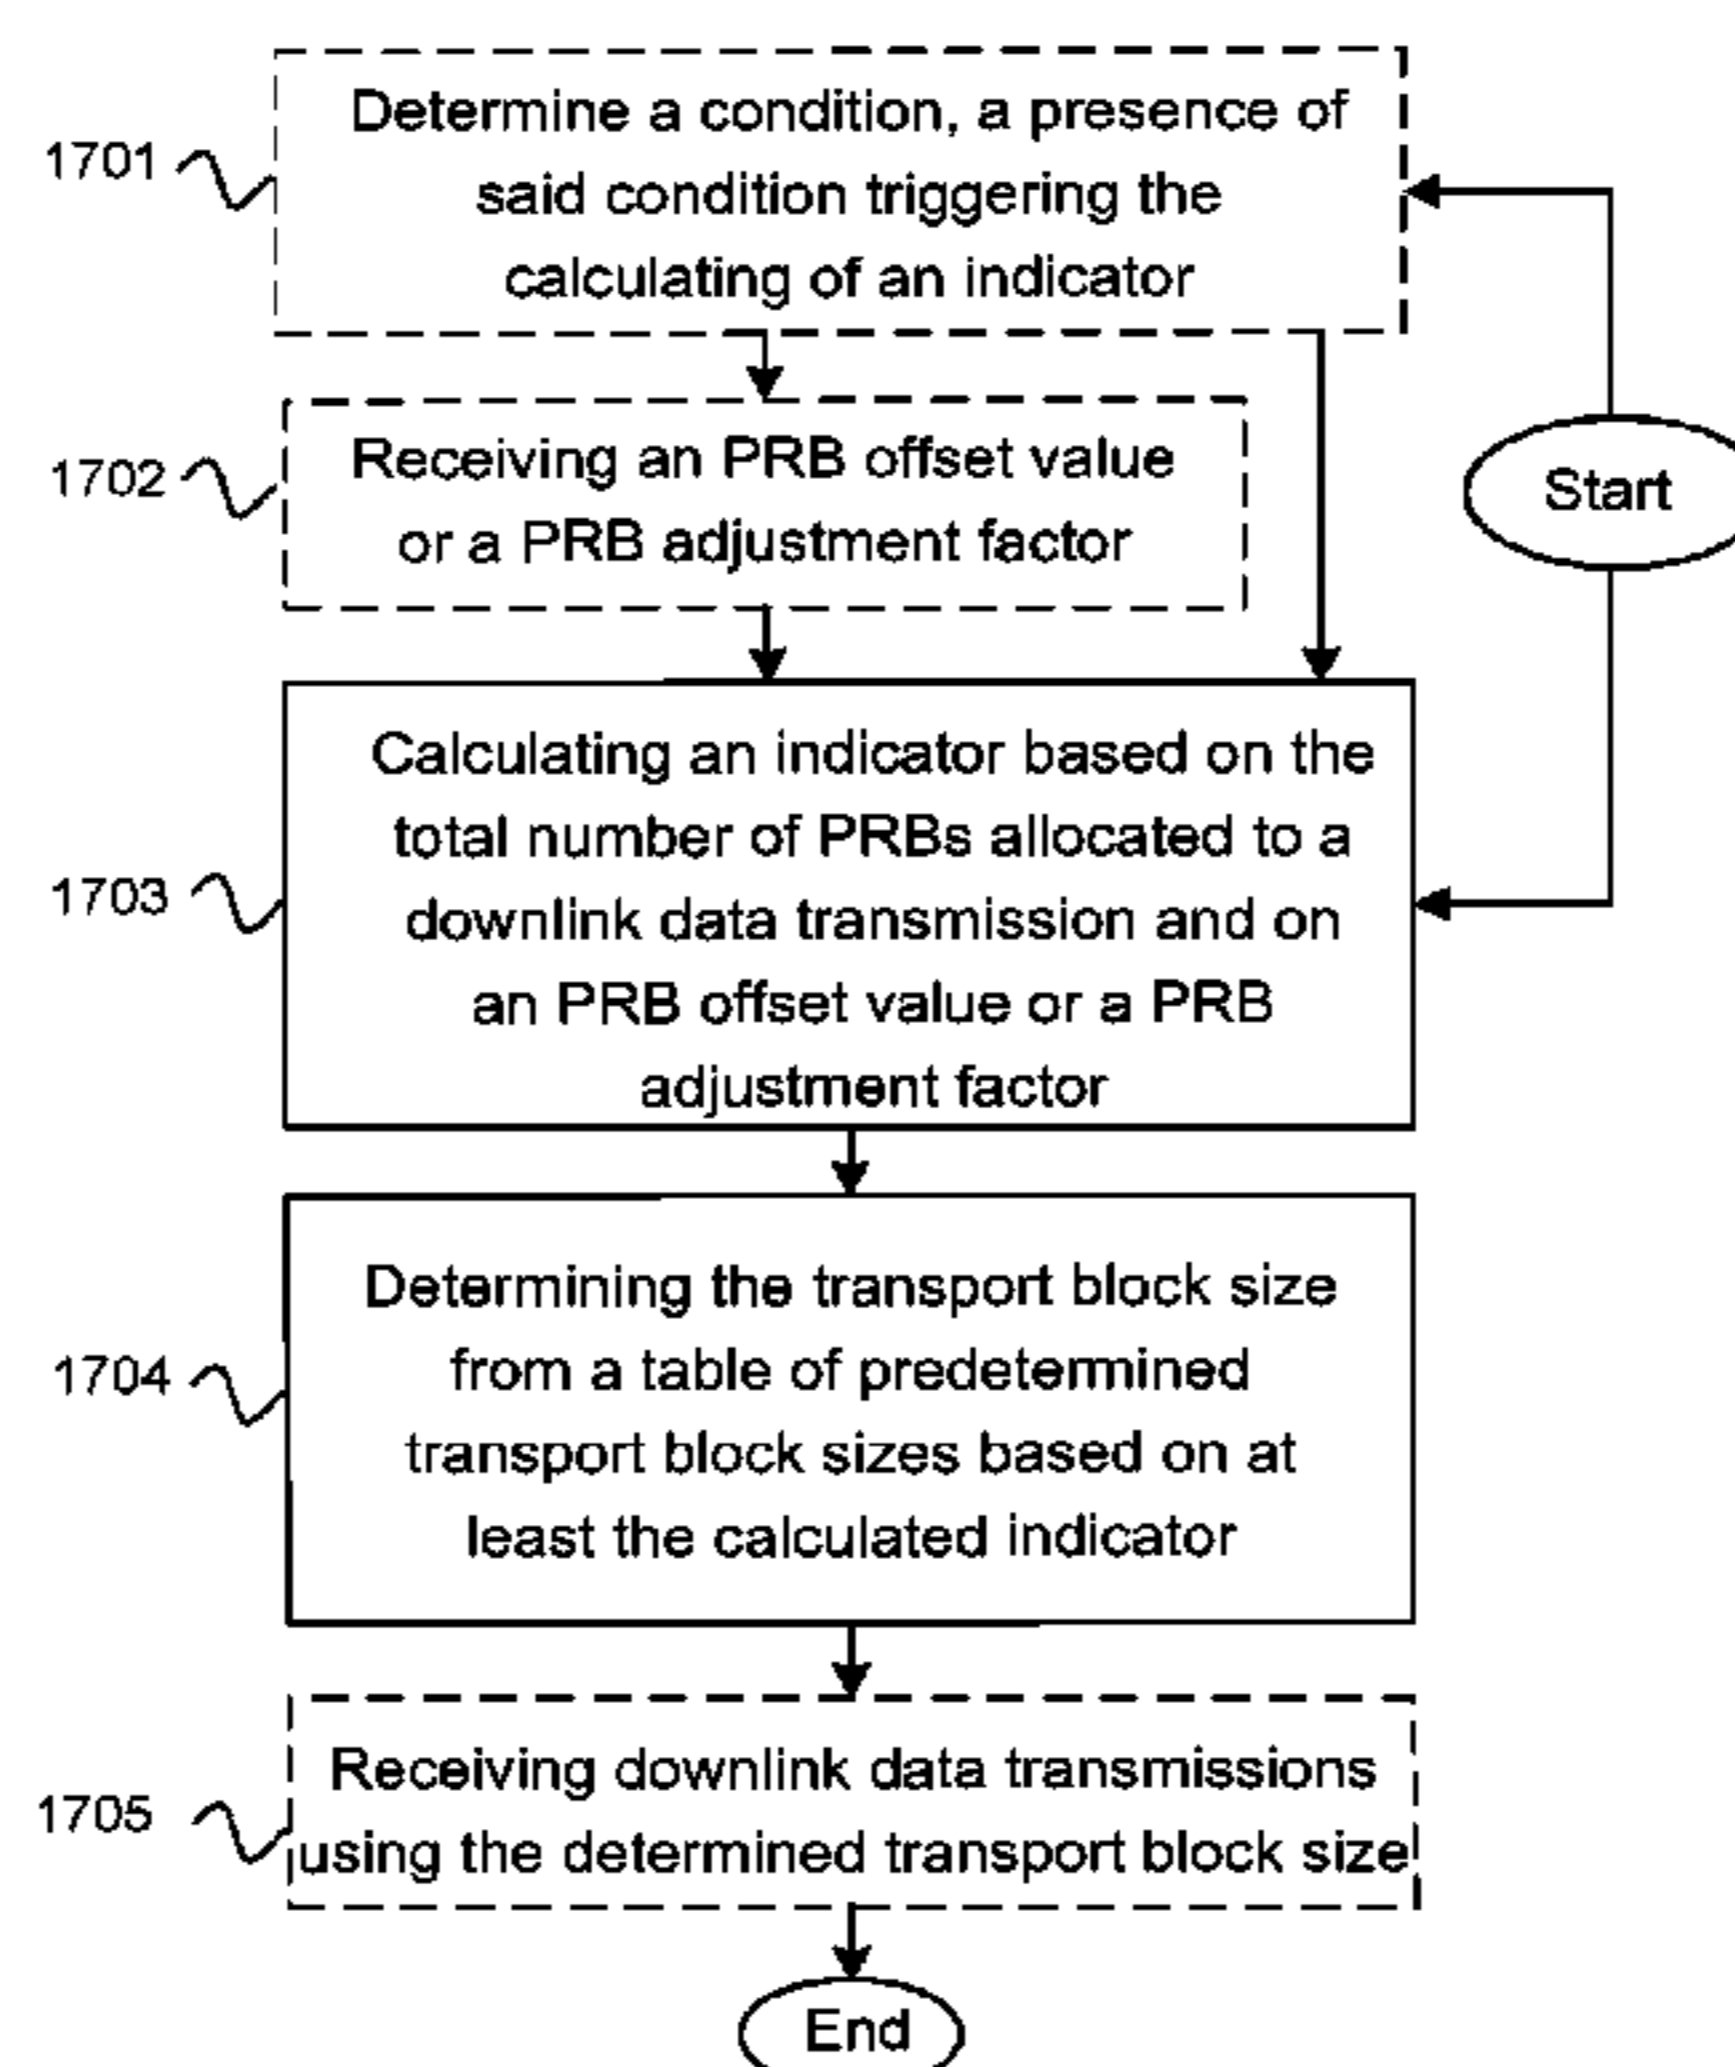 Determine a condition, a presence of
said condition triggering the
calculating of an indicator
1701
Receiving an PRB offset value
or a PRB adjustment factor
1702
Start
Calculating an indicator based on the
total number of PRBs allocated to a
downlink data transmission and on
an PRB offset value or a PRB
adjustment factor
1703
Determining the transport block size
from a table of predetermined
transport block sizes based on at
least the calculated indicator
1704
Receiving downlink data transmissions
using the determined transport block size
1705
End